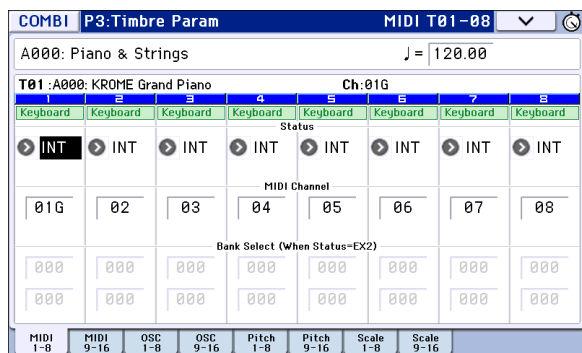 COMBI P3:Timbre Param MIDI T01-08
A000: Piano & Strings ♩= 120.00
T01 :A000: KROME Grand Piano Ch:01G
1 2 3 4 5 6 7 8
Keyboard Keyboard Keyboard Keyboard Keyboard Keyboard Keyboard Keyboard
Status
INT INT INT INT INT INT INT INT
MIDI Channel
01G 02 03 04 05 06 07 08
Bank Select (When Status=EX2)
000 000 000 000 000 000 000 000
000 000 000 000 000 000 000 000
MIDI 1-8 MIDI 9-16 OSC 1-8 OSC 9-16 Pitch 1-8 Pitch 9-16 Scale 1-8 Scale 9-16